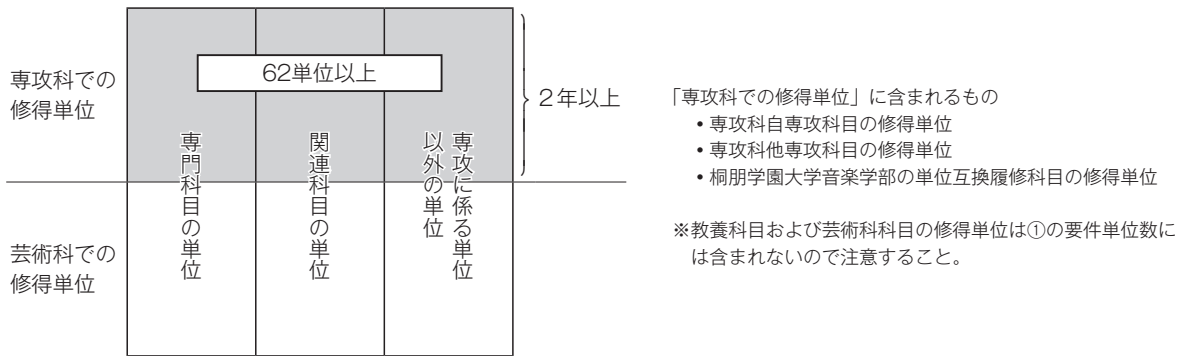 専攻科での
修得単位
62単位以上
2年以上
専門科目の単位
関連科目の単位
専攻に係る単位
以外の単位
芸術科での
修得単位
「専攻科での修得単位」に含まれるもの
• 専攻科自専攻科目の修得単位
• 専攻科他専攻科目の修得単位
• 桐朋学園大学音楽学部の単位互換履修科目の修得単位
※教養科目および芸術科科目の修得単位は①の要件単位数に
は含まれないので注意すること。